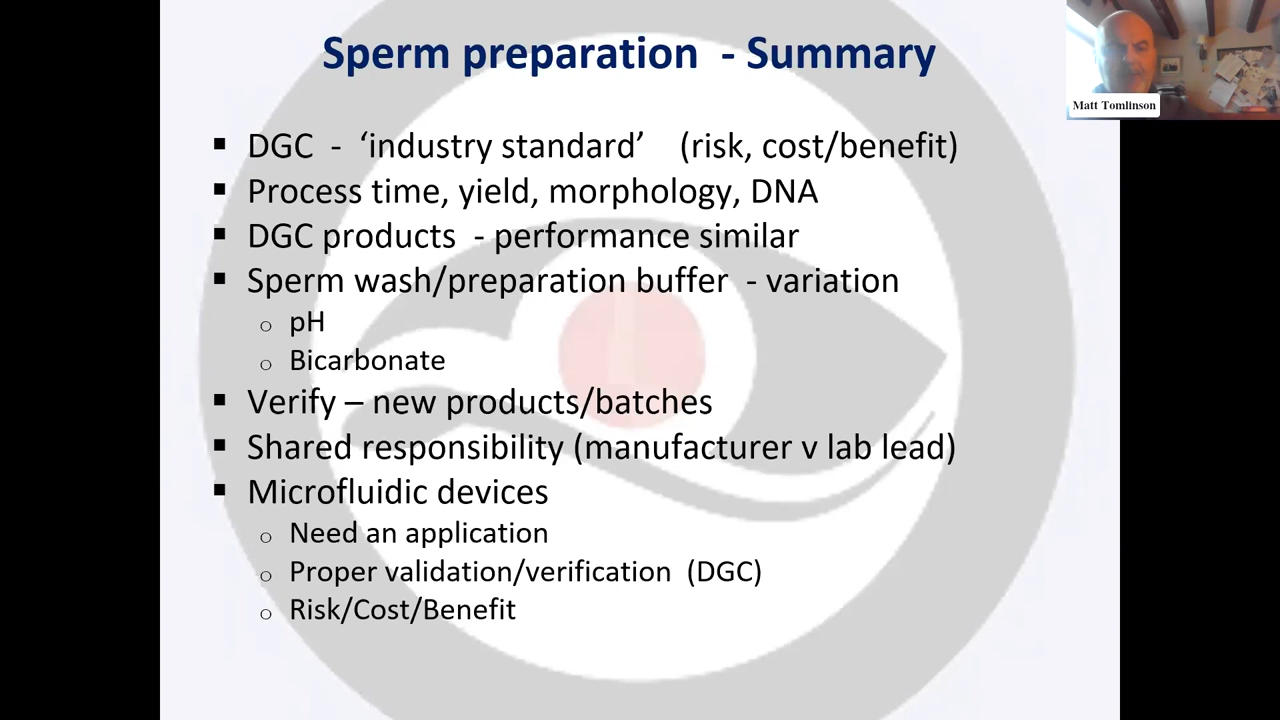 Sperm preparation - Summary
Matt Tomlinson
▪ DGC - ‘industry standard’ (risk, cost/benefit)
▪ Process time, yield, morphology, DNA
▪ DGC products - performance similar
▪ Sperm wash/preparation buffer - variation
o pH
o Bicarbonate
▪ Verify – new products/batches
▪ Shared responsibility (manufacturer v lab lead)
▪ Microfluidic devices
o Need an application
o Proper validation/verification (DGC)
o Risk/Cost/Benefit